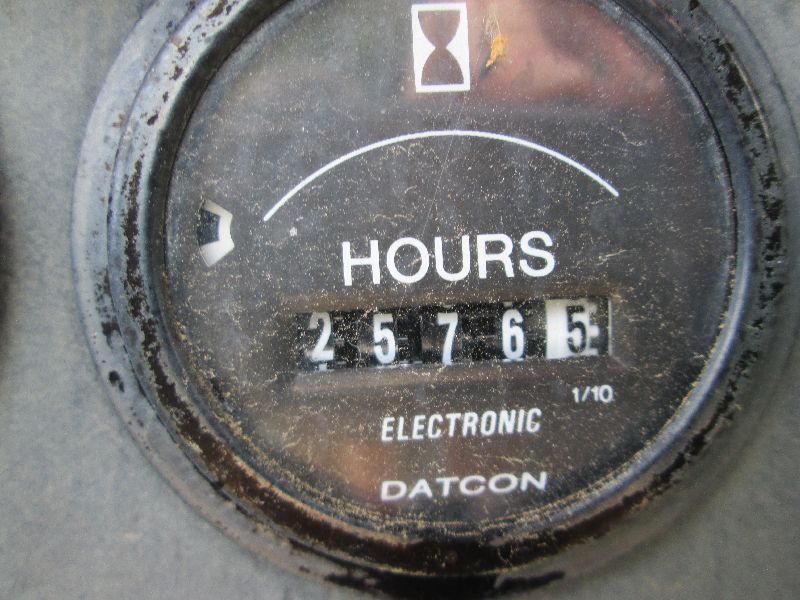 HOURS
25765
1/10
ELECTRONIC
DATCON